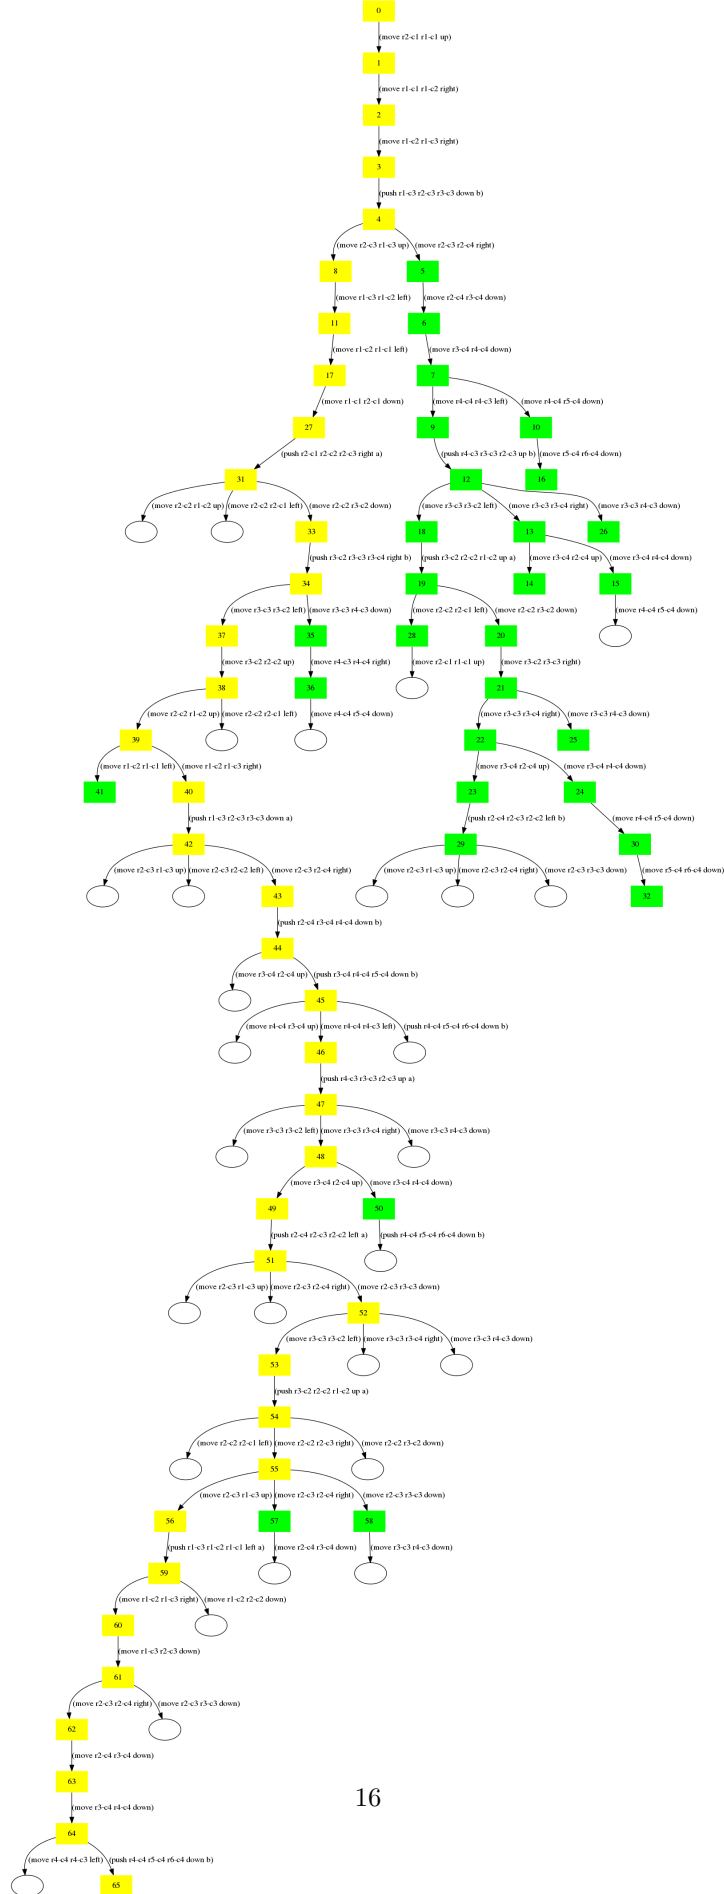 0
(move r2-c1 r1-c1 up)
1
(move r1-c1 r1-c2 right)
2
(move r1-c2 r1-c3 right)
3
(push r1-c3 r2-c3 r3-c3 down b)
4
(move r2-c3 r1-c3 up) (move r2-c3 r2-c4 right)
8 5
(move r1-c3 r1-c2 left) (move r2-c4 r3-c4 down)
11 6
(move r1-c2 r1-c1 left) (move r3-c4 r4-c4 down)
17 7
(move r1-c1 r2-c1 down) (move r4-c4 r4-c3 left) (move r4-c4 r5-c4 down)
27 9 10
(push r2-c1 r2-c2 r2-c3 right a) (push r4-c3 r3-c3 r2-c3 up b) (move r5-c4 r6-c4 down)
31 12 16
(move r2-c2 r1-c2 up) (move r2-c2 r2-c1 left) (move r2-c2 r3-c2 down) (move r3-c3 r3-c2 left) (move r3-c3 r3-c4 right) (move r3-c3 r4-c3 down)
33 18 13 26
(push r3-c2 r3-c3 r3-c4 right b) (push r3-c2 r2-c2 r1-c2 up a) (move r3-c4 r2-c4 up) (move r3-c4 r4-c4 down)
34 19 14 15
(move r3-c3 r3-c2 left) (move r3-c3 r4-c3 down) (move r2-c2 r2-c1 left) (move r2-c2 r3-c2 down) (move r4-c4 r5-c4 down)
37 35 28 20
(move r3-c2 r2-c2 up) (move r4-c3 r4-c4 right) (move r2-c1 r1-c1 up) (move r3-c2 r3-c3 right)
38 36 21
(move r2-c2 r1-c2 up) (move r2-c2 r2-c1 left) (move r4-c4 r5-c4 down) (move r3-c3 r3-c4 right) (move r3-c3 r4-c3 down)
39 22 25
(move r1-c2 r1-c1 left) (move r1-c2 r1-c3 right) (move r3-c4 r2-c4 up) (move r3-c4 r4-c4 down)
41 40 23 24
(push r1-c3 r2-c3 r3-c3 down a) (push r2-c4 r2-c3 r2-c2 left b) (move r4-c4 r5-c4 down)
42 29 30
(move r2-c3 r1-c3 up) (move r2-c3 r2-c2 left) (move r2-c3 r2-c4 right) (move r2-c3 r1-c3 up) (move r2-c3 r2-c4 right) (move r2-c3 r3-c3 down) (move r5-c4 r6-c4 down)
43 32
(push r2-c4 r3-c4 r4-c4 down b)
44
(move r3-c4 r2-c4 up) (push r3-c4 r4-c4 r5-c4 down b)
45
(move r4-c4 r3-c4 up) (move r4-c4 r4-c3 left) (push r4-c4 r5-c4 r6-c4 down b)
46
(push r4-c3 r3-c3 r2-c3 up a)
47
(move r3-c3 r3-c2 left) (move r3-c3 r3-c4 right) (move r3-c3 r4-c3 down)
48
(move r3-c4 r2-c4 up) (move r3-c4 r4-c4 down)
49 50
(push r2-c4 r2-c3 r2-c2 left a) (push r4-c4 r5-c4 r6-c4 down b)
51
(move r2-c3 r1-c3 up) (move r2-c3 r2-c4 right) (move r2-c3 r3-c3 down)
52
(move r3-c3 r3-c2 left) (move r3-c3 r3-c4 right) (move r3-c3 r4-c3 down)
53
(push r3-c2 r2-c2 r1-c2 up a)
54
(move r2-c2 r2-c1 left) (move r2-c2 r2-c3 right) (move r2-c2 r3-c2 down)
55
(move r2-c3 r1-c3 up) (move r2-c3 r2-c4 right) (move r2-c3 r3-c3 down)
56 57 58
(push r1-c3 r1-c2 r1-c1 left a) (move r2-c4 r3-c4 down) (move r3-c3 r4-c3 down)
59
(move r1-c2 r1-c3 right) (move r1-c2 r2-c2 down)
60
(move r1-c3 r2-c3 down)
61
(move r2-c3 r2-c4 right) (move r2-c3 r3-c3 down)
62
(move r2-c4 r3-c4 down)
63
16
(move r3-c4 r4-c4 down)
64
(move r4-c4 r4-c3 left) (push r4-c4 r5-c4 r6-c4 down b)
65